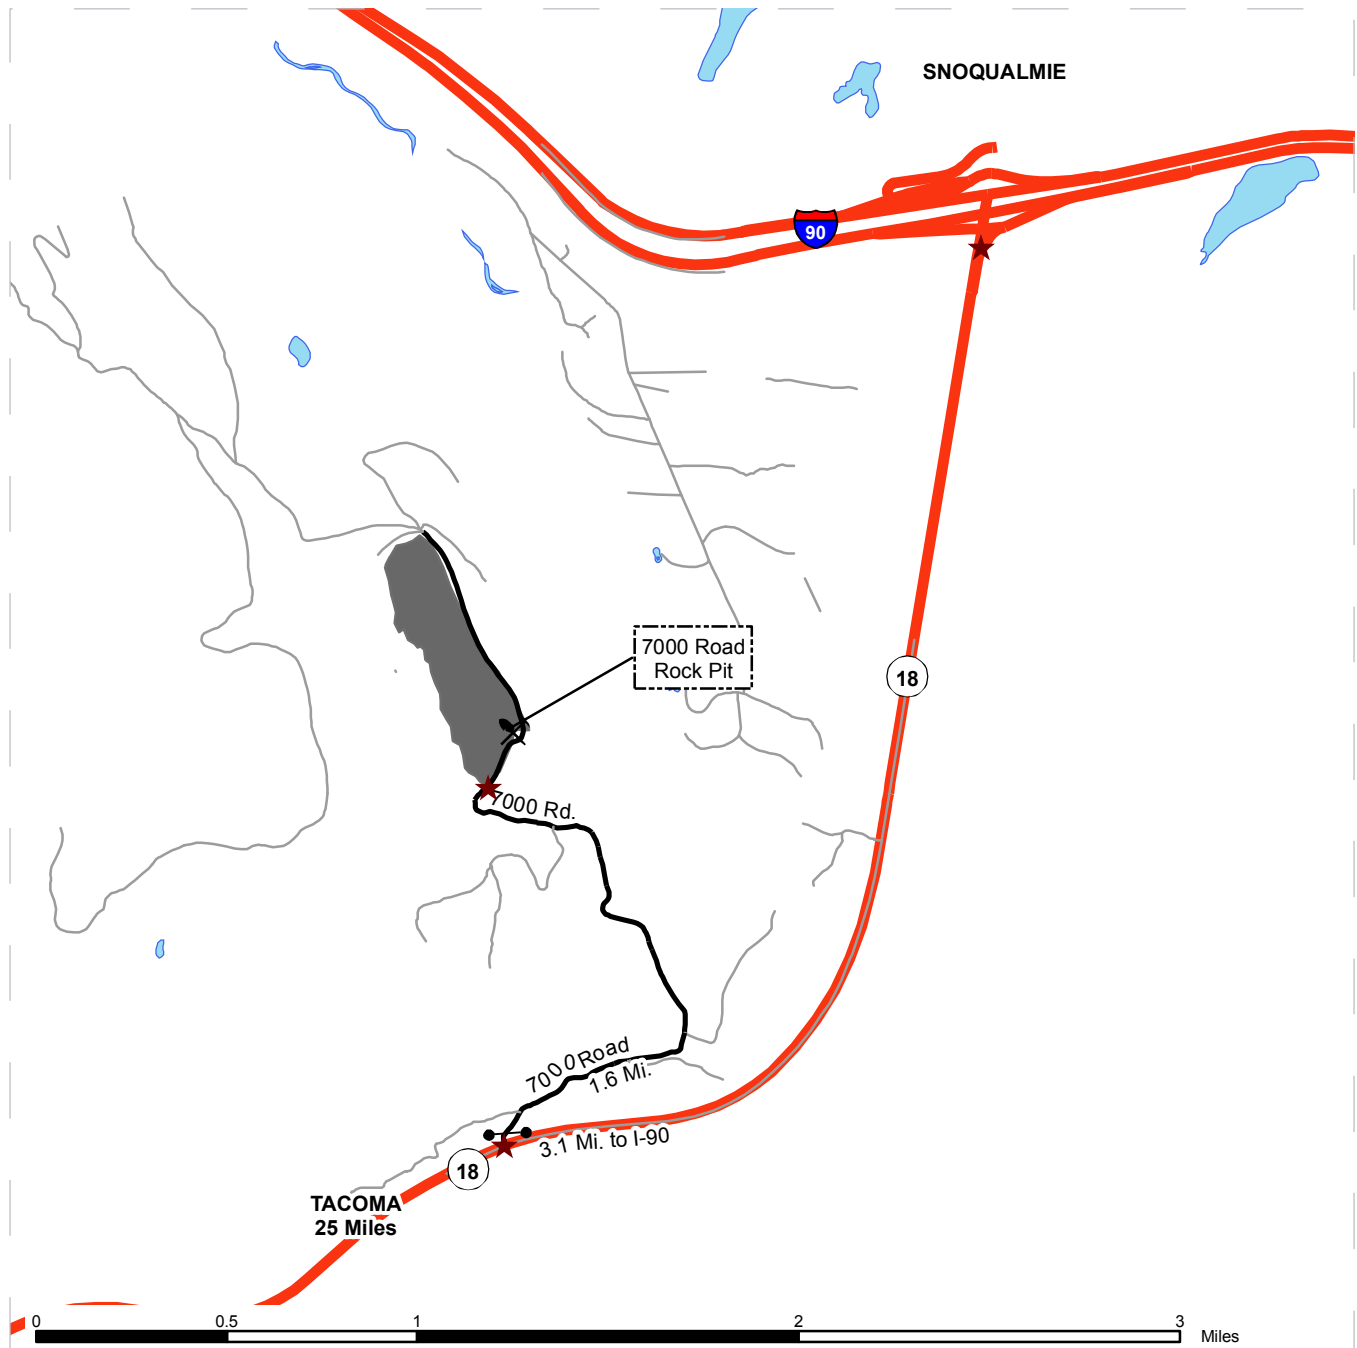 SNOQUALMIE
90
7000 Road
Rock Pit
18
7000 Rd.
7000 Road
1.6 Mi.
3.1 Mi. to I-90
18
TACOMA
25 Miles
0 0.5 1 2 3
Miles